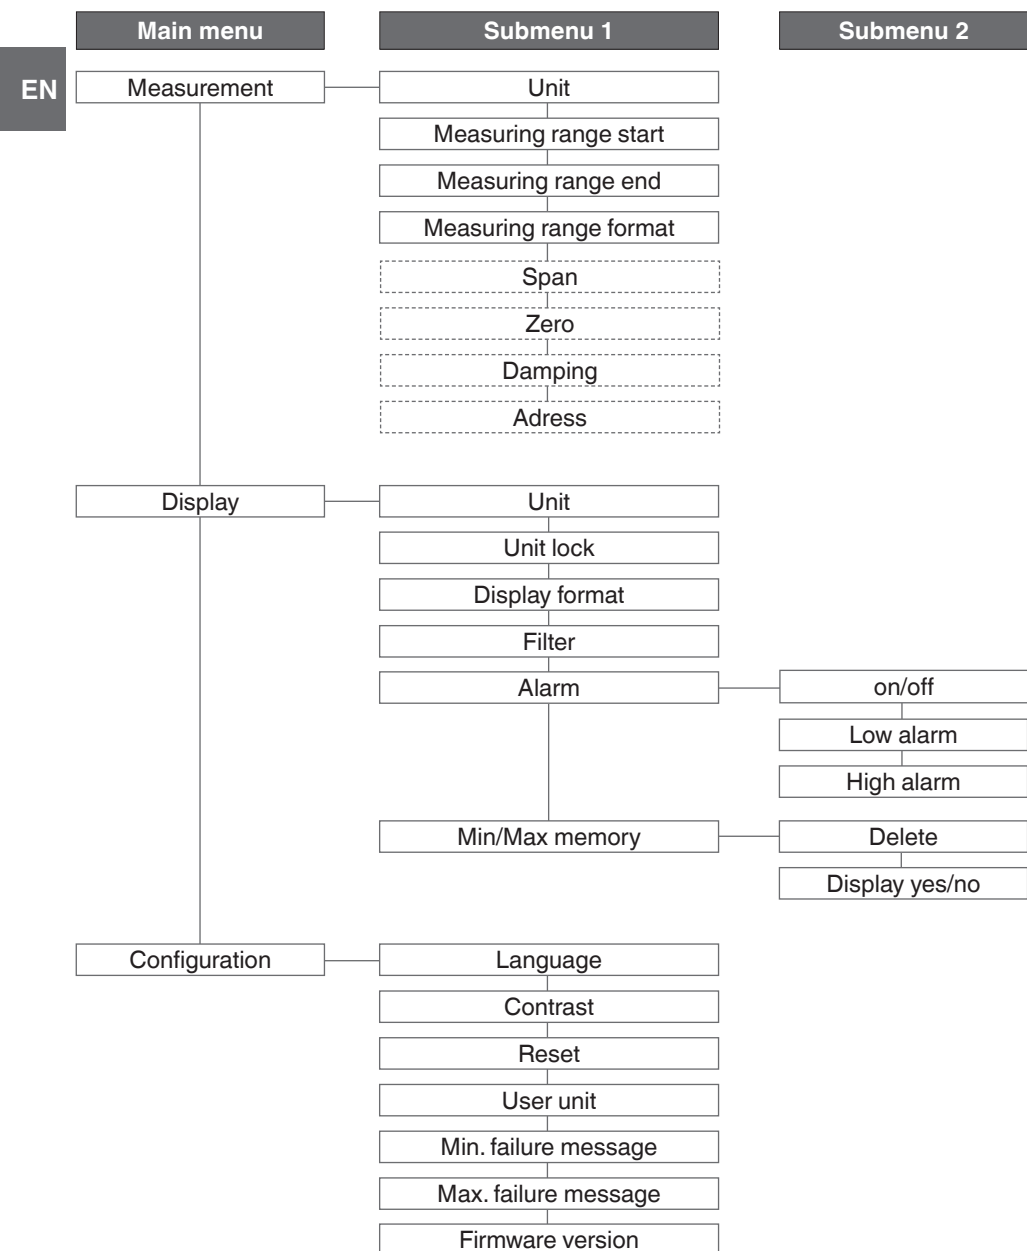 Main menu
Submenu 1
Submenu 2
EN
Measurement
Unit
Measuring range start
Measuring range end
Measuring range format
Span
Zero
Damping
Adress
Display
Unit
Unit lock
Display format
Filter
Alarm
on/off
Low alarm
High alarm
Min/Max memory
Delete
Display yes/no
Configuration
Language
Contrast
Reset
User unit
Min. failure message
Max. failure message
Firmware version